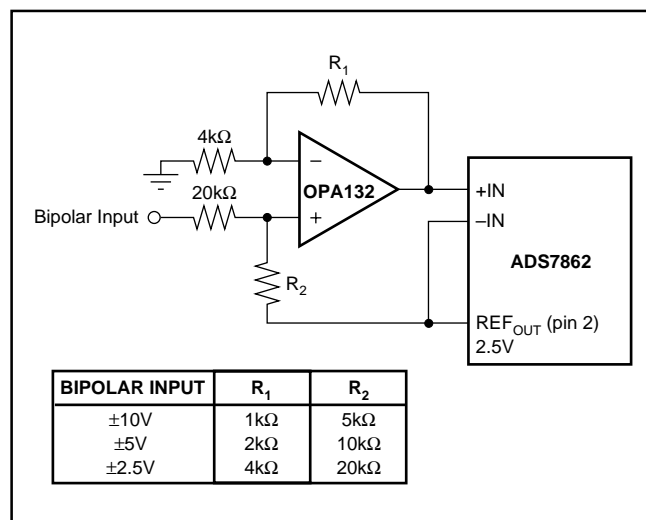 R1
4kΩ
–
OPA132
+
20kΩ
Bipolar Input
R2
+IN
–IN
ADS7862
REFOUT (pin 2)
2.5V
BIPOLAR INPUT R1 R2
±10V 1kΩ 5kΩ
±5V 2kΩ 10kΩ
±2.5V 4kΩ 20kΩ